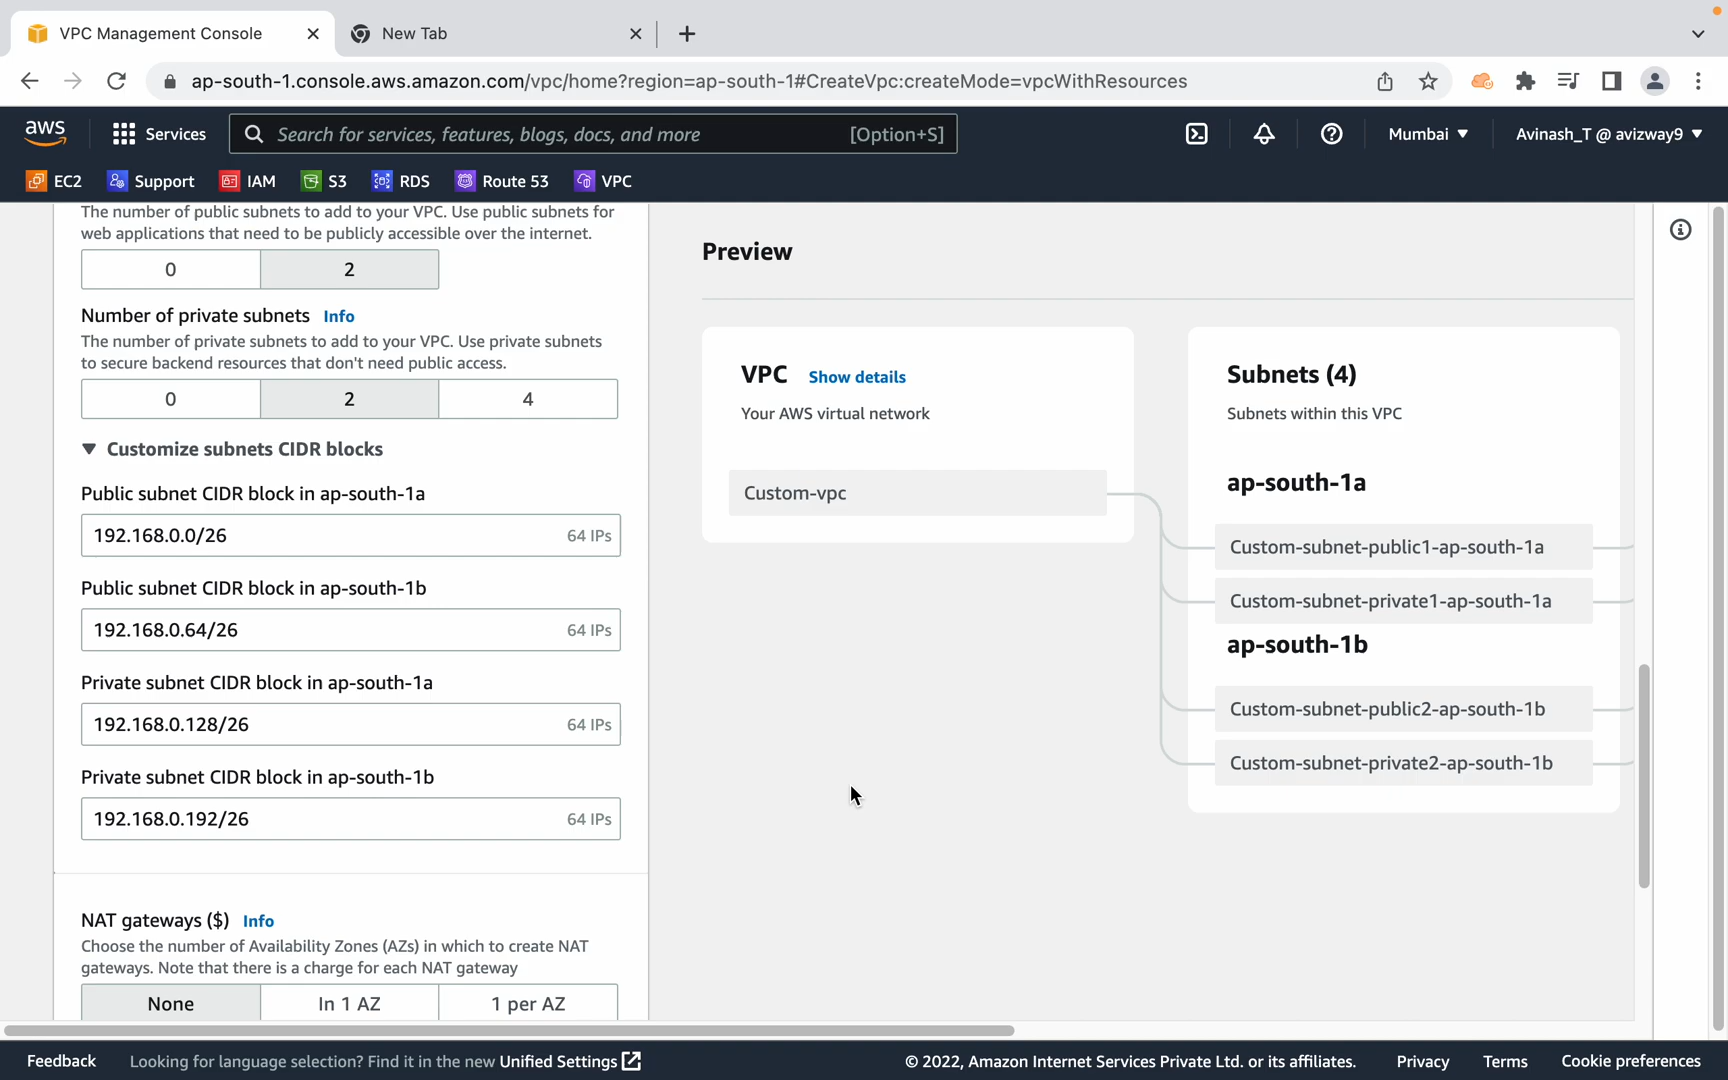 VPC Management Console
New Tab
ap-south-1.console.aws.amazon.com/vpc/home?region=ap-south-1#CreateVpc:createMode=vpcWithResources
aws
Services
Search for services, features, blogs, docs, and more
[Option+S]
Mumbai
Avinash_T @ avizway9
EC2
Support
IAM
S3
RDS
Route 53
VPC
The number of public subnets to add to your VPC. Use public subnets for
web applications that need to be publicly accessible over the internet.
0
2
Number of private subnets Info
The number of private subnets to add to your VPC. Use private subnets
to secure backend resources that don't need public access.
0
2
4
Customize subnets CIDR blocks
Public subnet CIDR block in ap-south-1a
192.168.0.0/26
64 IPs
Public subnet CIDR block in ap-south-1b
192.168.0.64/26
64 IPs
Private subnet CIDR block in ap-south-1a
192.168.0.128/26
64 IPs
Private subnet CIDR block in ap-south-1b
192.168.0.192/26
64 IPs
NAT gateways ($) Info
Choose the number of Availability Zones (AZs) in which to create NAT
gateways. Note that there is a charge for each NAT gateway
None
In 1 AZ
1 per AZ
Preview
VPC Show details
Your AWS virtual network
Custom-vpc
Subnets (4)
Subnets within this VPC
ap-south-1a
Custom-subnet-public1-ap-south-1a
Custom-subnet-private1-ap-south-1a
ap-south-1b
Custom-subnet-public2-ap-south-1b
Custom-subnet-private2-ap-south-1b
Feedback
Looking for language selection? Find it in the new Unified Settings
© 2022, Amazon Internet Services Private Ltd. or its affiliates.
Privacy
Terms
Cookie preferences